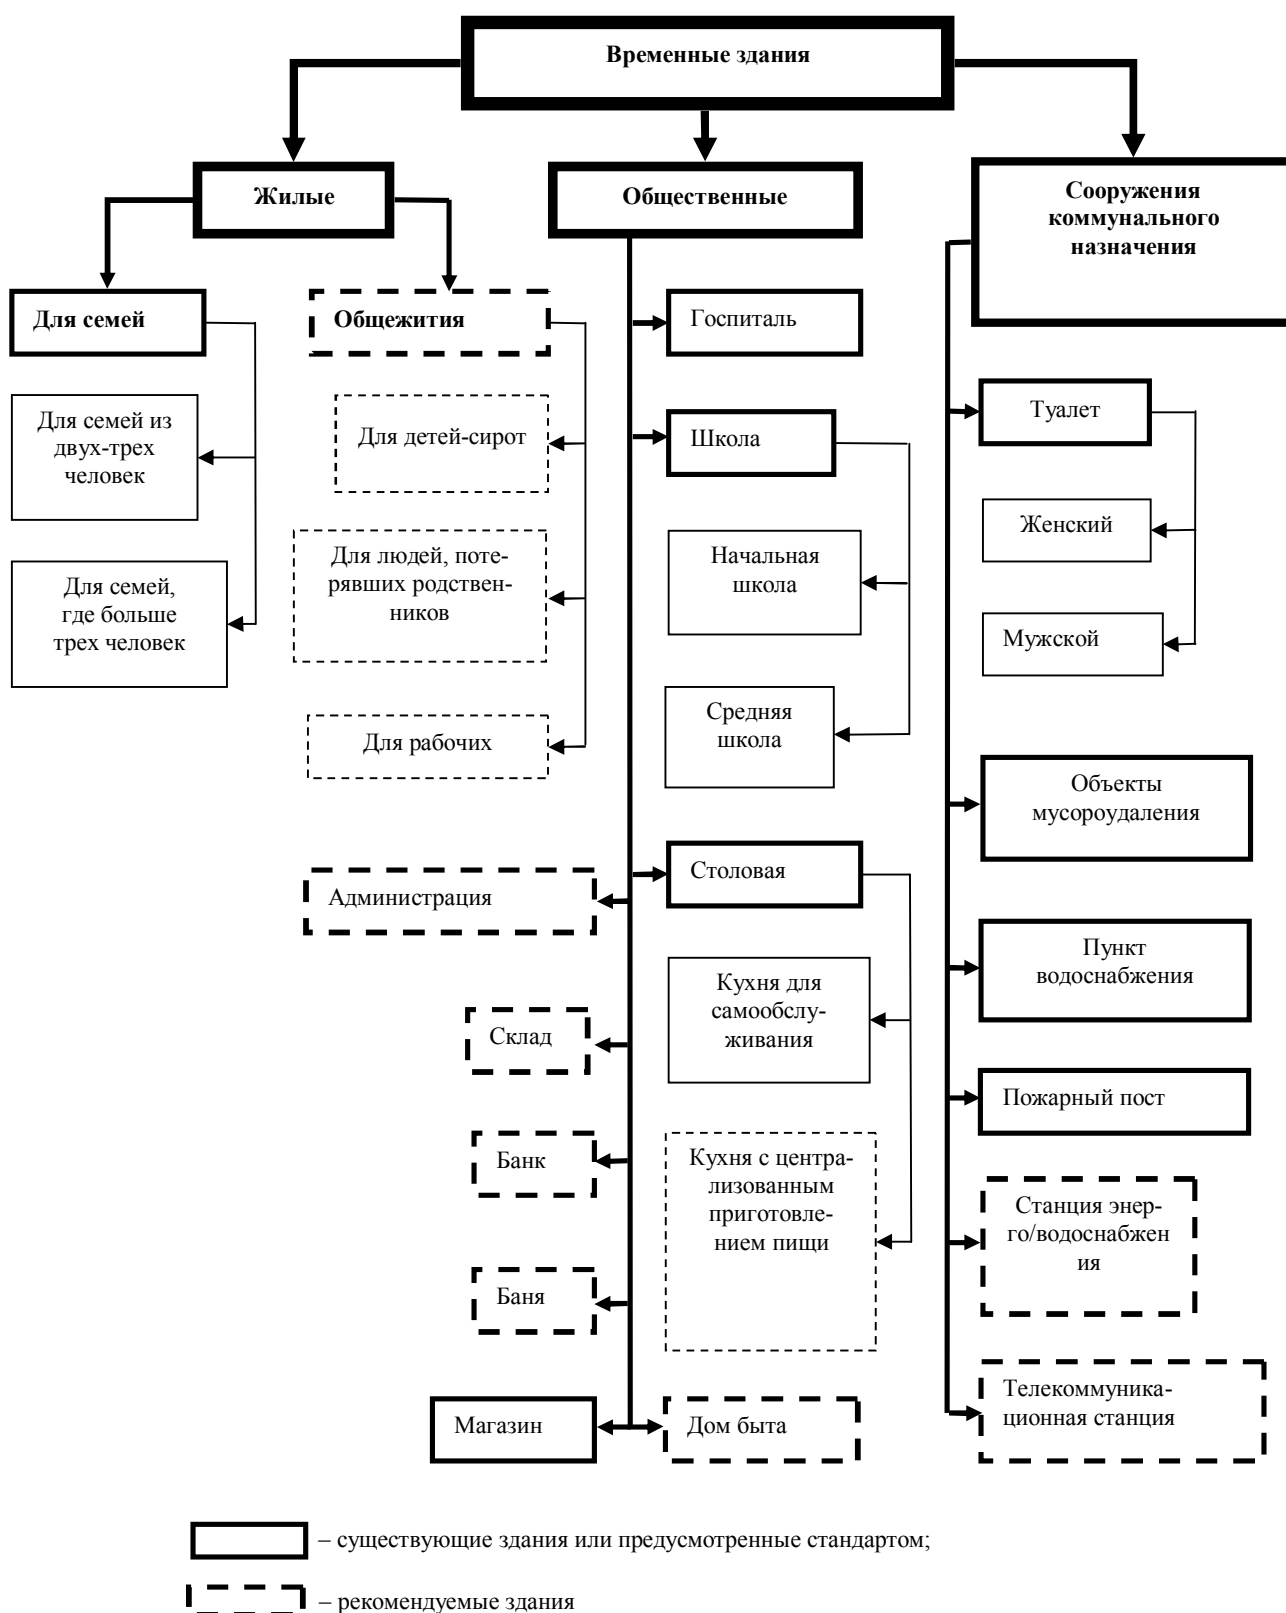 Временные здания
Жилые
Общественные
Сооружения
коммунального
назначения
Для семей
Общежития
Госпиталь
Для семей из
двух-трех
человек
Для детей-сирот
Школа
Туалет
Женский
Для людей, поте-
рявших родствен-
ников
Начальная
школа
Для семей,
где больше
трех человек
Мужской
Для рабочих
Средняя
школа
Объекты
мусороудаления
Администрация
Столовая
Пункт
водоснабжения
Склад
Кухня для
самообслу-
живания
Пожарный пост
Банк
Кухня с центра-
лизованным
приготовле-
нием пищи
Станция энер-
го/водоснабжен
ия
Баня
Магазин
Дом быта
Телекоммуника-
ционная станция
– существующие здания или предусмотренные стандартом;
– рекомендуемые здания